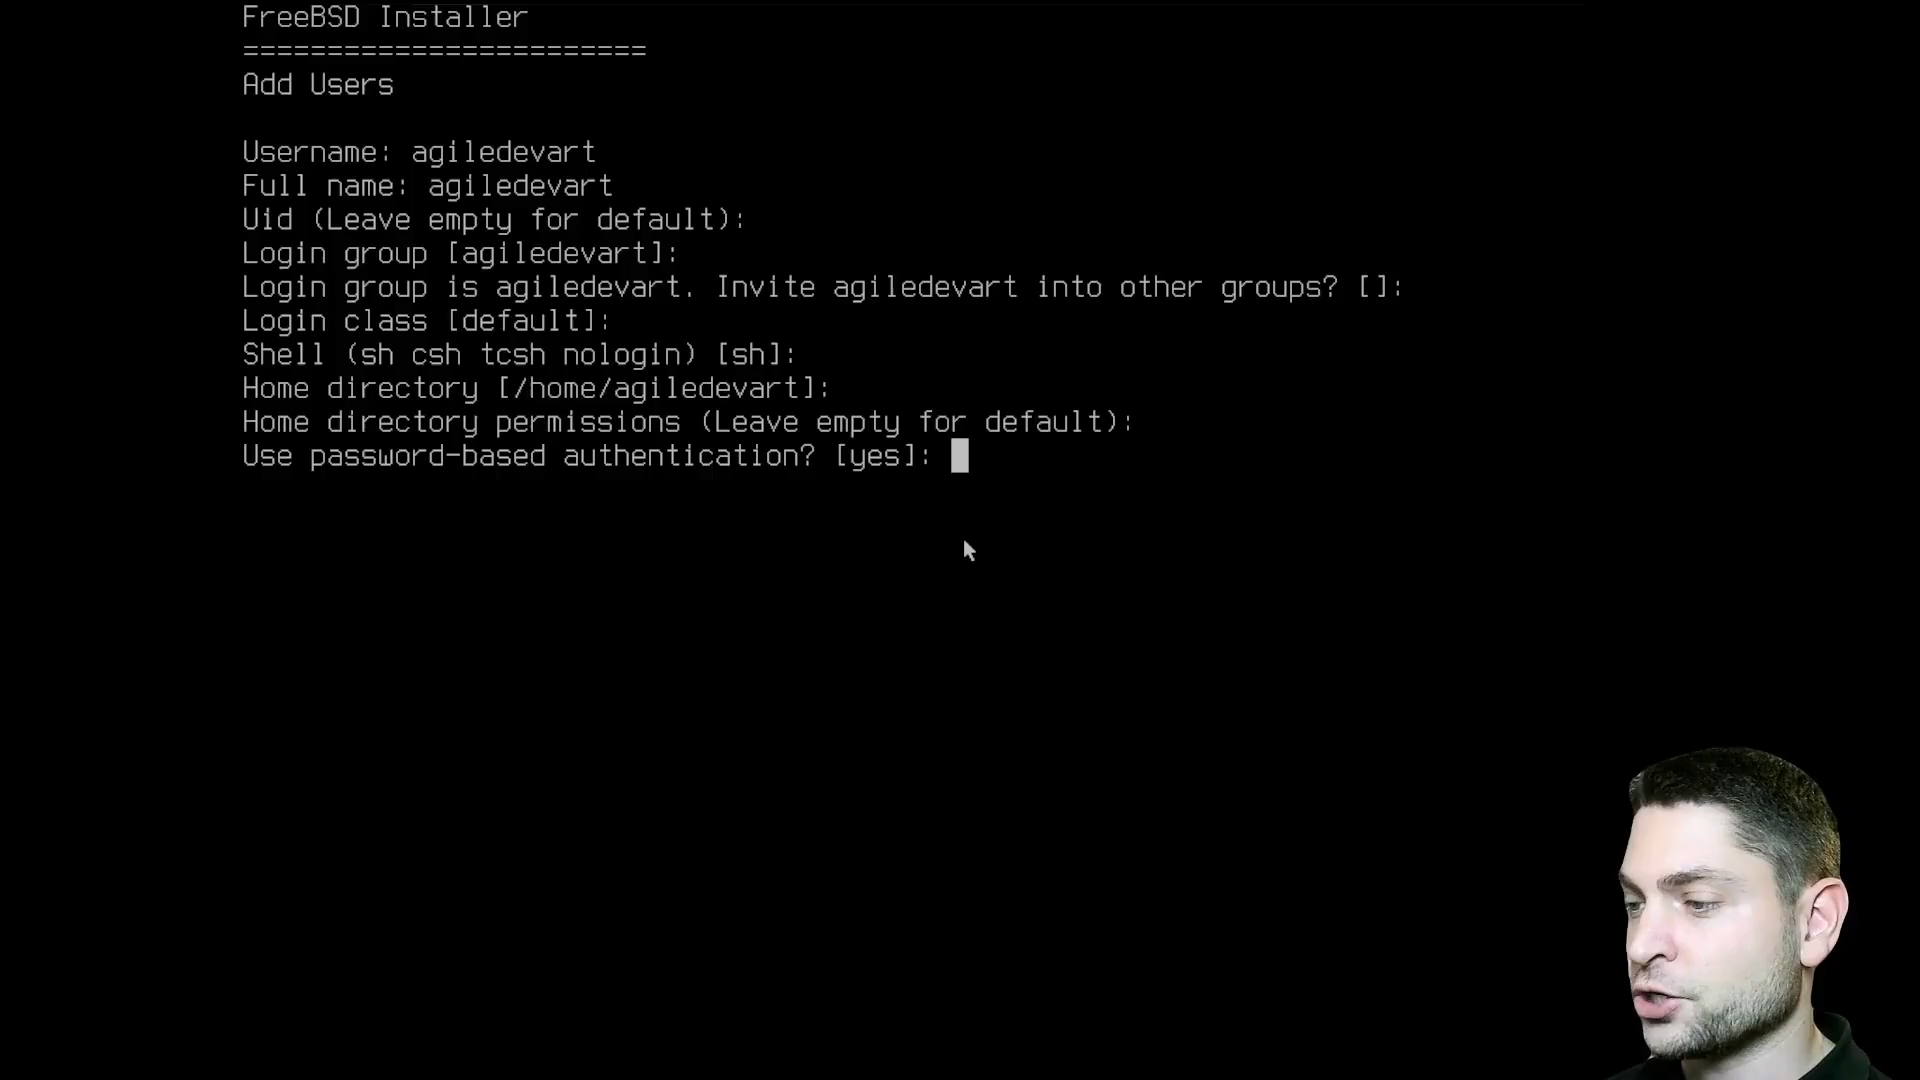 FreeBSD Installer
========================
Add Users
Username: agiledevart
Full name: agiledevart
Uid (Leave empty for default):
Login group [agiledevart]:
Login group is agiledevart. Invite agiledevart into other groups? []:
Login class [default]:
Shell (sh csh tcsh nologin) [sh]:
Home directory [/home/agiledevart]:
Home directory permissions (Leave empty for default):
Use password-based authentication? [yes]: